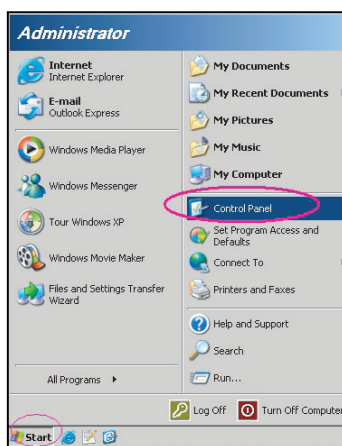 Administrator
Internet
Internet Explorer
E-mail
Outlook Express
Windows Media Player
Windows Messenger
Tour Windows XP
Windows Movie Maker
Files and Settings Transfer
Wizard
All Programs
My Documents
My Recent Documents
My Pictures
My Music
My Computer
Control Panel
Set Program Access and
Defaults
Connect To
Printers and Faxes
Help and Support
Search
Run...
Log Off
Turn Off Computer
Start